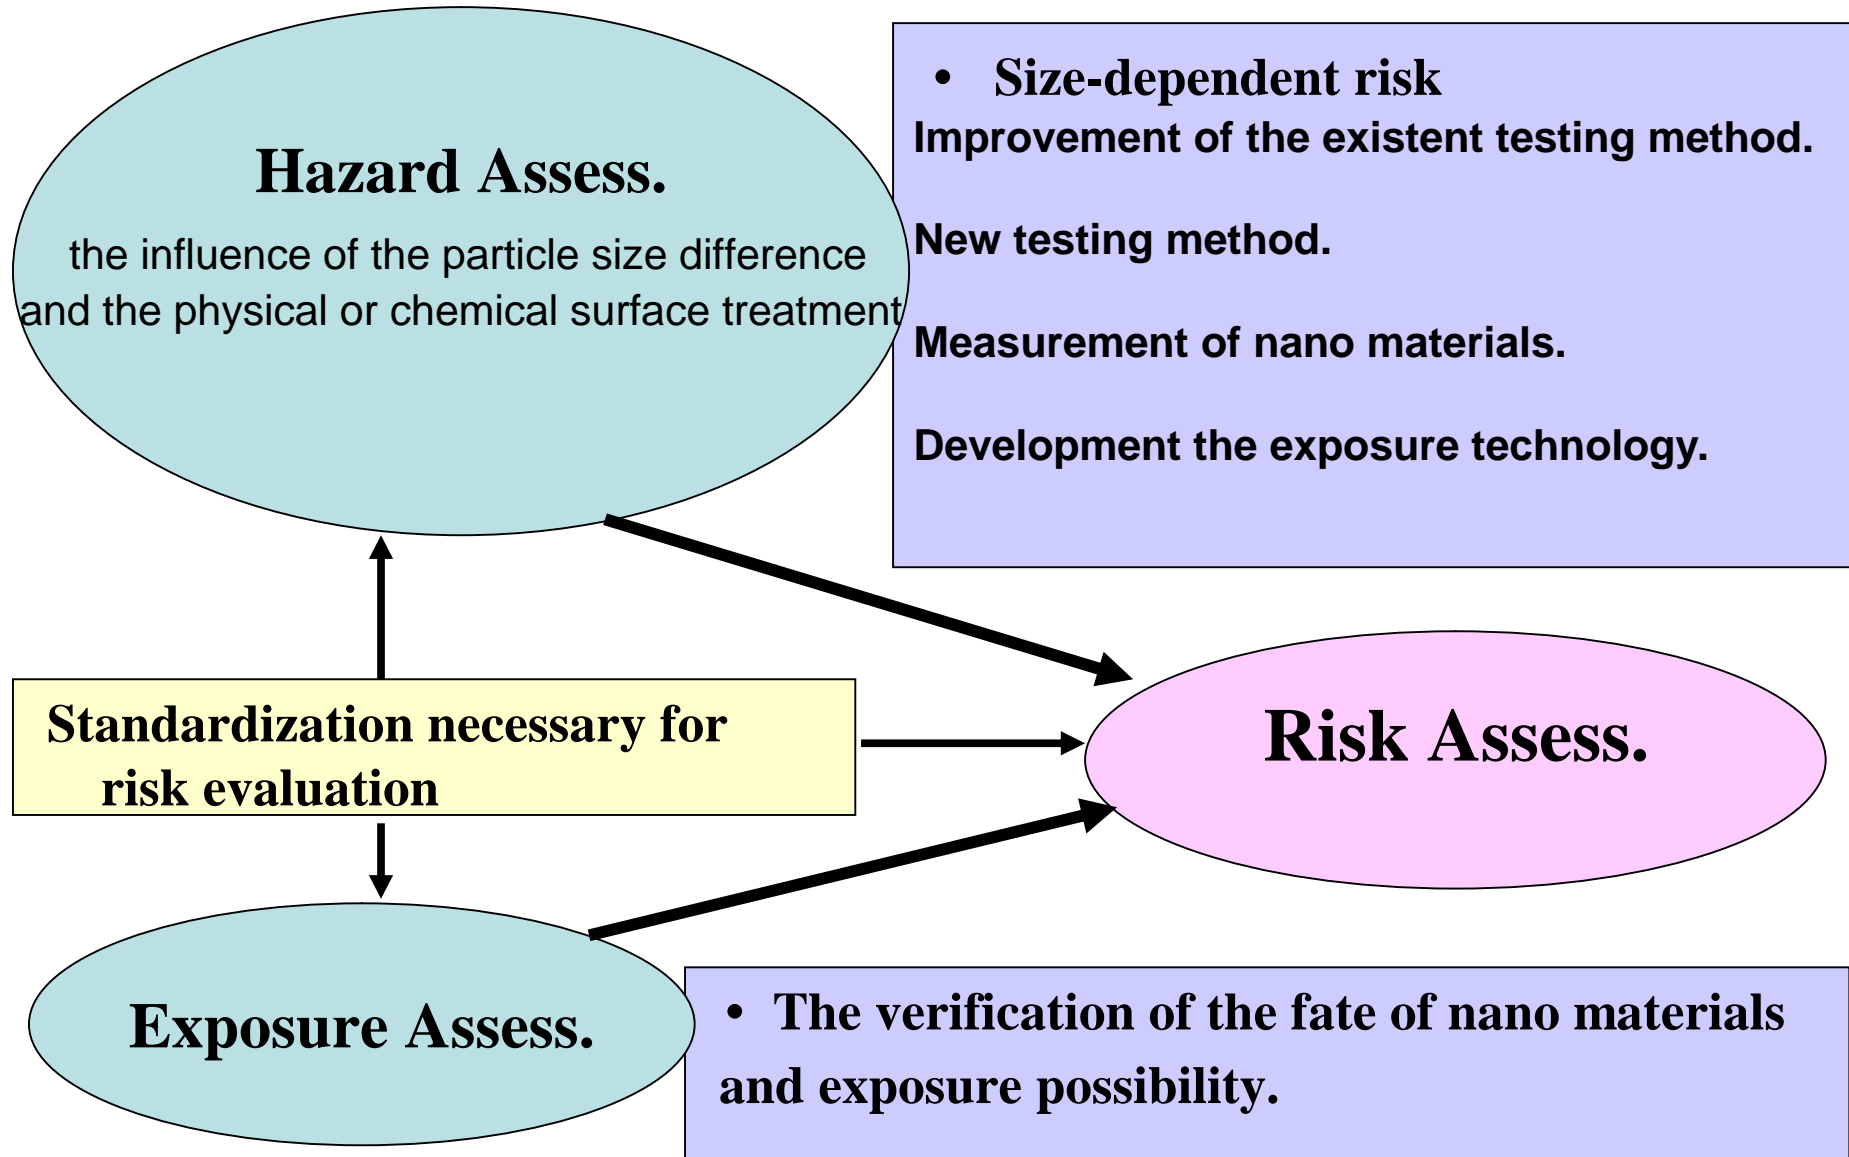 Hazard Assess.
the influence of the particle size difference
and the physical or chemical surface treatment
• Size-dependent risk
Improvement of the existent testing method.
New testing method.
Measurement of nano materials.
Development the exposure technology.
Standardization necessary for
risk evaluation
Risk Assess.
Exposure Assess.
• The verification of the fate of nano materials
and exposure possibility.